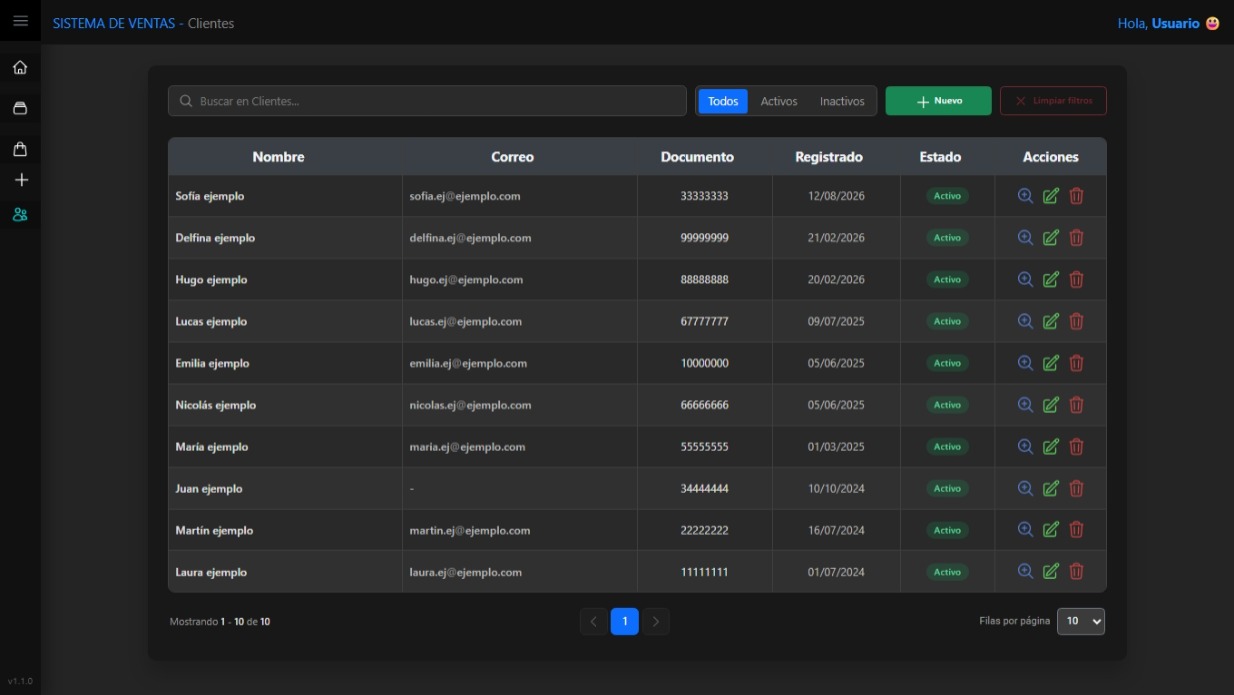 SISTEMA DE VENTAS - Clientes
Hola, Usuario 😃
Buscar en Clientes...
Todos Activos Inactivos
Nuevo
Limpiar filtros
Nombre Correo Documento Registrado Estado Acciones
Sofía ejemplo sofia.ej@ejemplo.com 33333333 12/08/2026 Activo
Delfina ejemplo delfina.ej@ejemplo.com 99999999 21/02/2026 Activo
Hugo ejemplo hugo.ej@ejemplo.com 88888888 20/02/2026 Activo
Lucas ejemplo lucas.ej@ejemplo.com 67777777 09/07/2025 Activo
Emilia ejemplo emilia.ej@ejemplo.com 10000000 05/06/2025 Activo
Nicolás ejemplo nicolas.ej@ejemplo.com 66666666 05/06/2025 Activo
María ejemplo maria.ej@ejemplo.com 55555555 01/03/2025 Activo
Juan ejemplo - 34444444 10/10/2024 Activo
Martín ejemplo martin.ej@ejemplo.com 22222222 16/07/2024 Activo
Laura ejemplo laura.ej@ejemplo.com 11111111 01/07/2024 Activo
Mostrando 1 - 10 de 10
1
Filas por página 10
v1.1.0